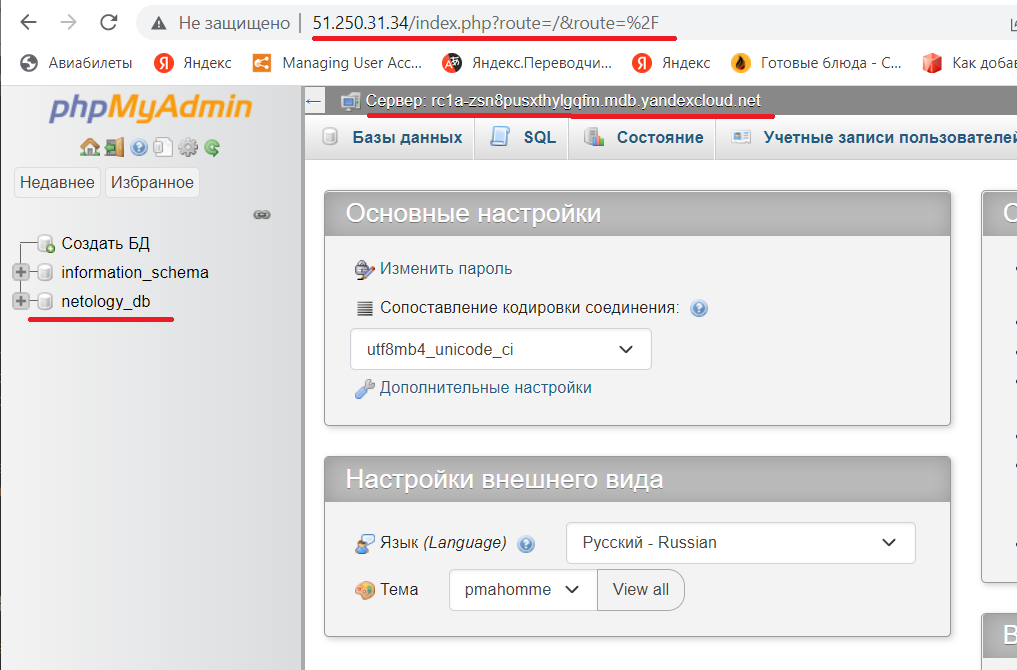 Не защищено | 51.250.31.34/index.php?route=/&route=%2F
Авиабилеты Яндекс Managing User Acc... Яндекс.Переводчи... Яндекс Готовые блюда - С... Как доба
phpMyAdmin
Недавнее Избранное
Создать БД
information_schema
netology_db
Сервер: rc1a-zsn8pusxthylgqfm.mdb.yandexcloud.net
Базы данных SQL Состояние Учетные записи пользователей
Основные настройки
Изменить пароль
Сопоставление кодировки соединения:
utf8mb4_unicode_ci
Дополнительные настройки
Настройки внешнего вида
Язык (Language) Русский - Russian
Тема pmahomme View all